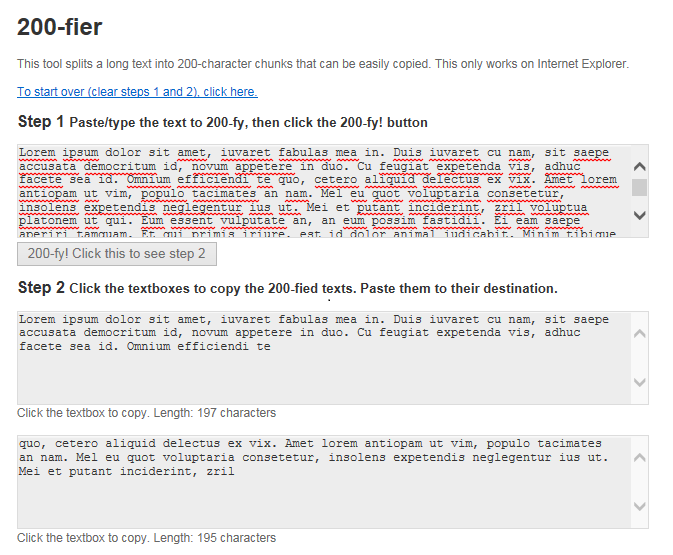 200-fier
This tool splits a long text into 200-character chunks that can be easily copied. This only works on Internet Explorer.
To start over (clear steps 1 and 2), click here.
Step 1 Paste/type the text to 200-fy, then click the 200-fy! button
Lorem ipsum dolor sit amet, iuvaret fabulas mea in. Duis iuvaret cu nam, sit saepe
accusata democritum id, novum appetere in duo. Cu feugiat expetenda vis, adhuc
facete sea id. Omnium efficiendi te quo, cetero aliquid delectus ex vix. Amet lorem
antiopam ut vim, populo tacimates an nam. Mel eu quot voluptaria consetetur,
insolens expetendis neglegentur ius ut. Mei et putant inciderint, zril voluptua
platonem ut qui. Eum essent vulputate an, an eum possim fastidii. Ei eam saepe
aperiri tamquam. Et qui primis iriure, est id dolor animal iudicabit. Minim tibique
200-fy! Click this to see step 2
Step 2 Click the textboxes to copy the 200-fied texts. Paste them to their destination.
Lorem ipsum dolor sit amet, iuvaret fabulas mea in. Duis iuvaret cu nam, sit saepe
accusata democritum id, novum appetere in duo. Cu feugiat expetenda vis, adhuc
facete sea id. Omnium efficiendi te
Click the textbox to copy. Length: 197 characters
quo, cetero aliquid delectus ex vix. Amet lorem antiopam ut vim, populo tacimates
an nam. Mel eu quot voluptaria consetetur, insolens expetendis neglegentur ius ut.
Mei et putant inciderint, zril
Click the textbox to copy. Length: 195 characters